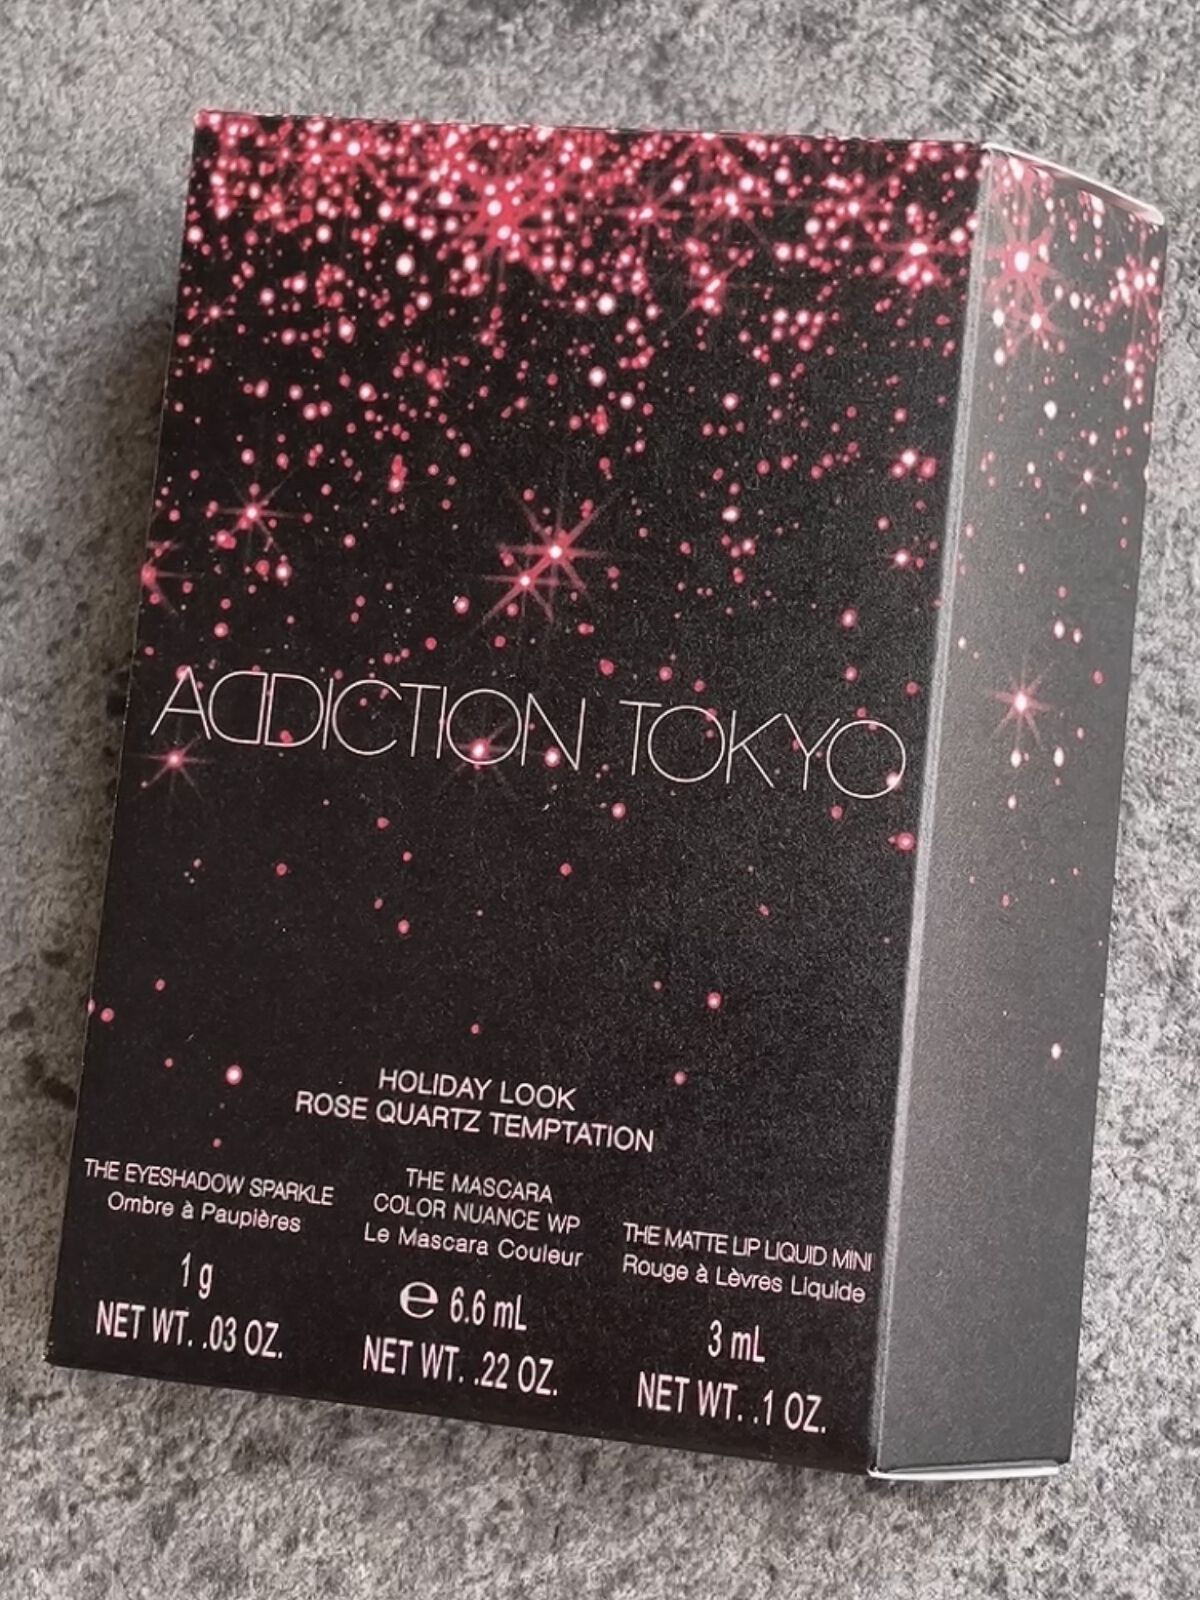 ADDICTION TOKYO
HOLIDAY LOOK
ROSE QUARTZ TEMPTATION
THE EYESHADOW SPARKLE
Ombre à Paupières
1 g
NET WT. .03 OZ.
THE MASCARA
COLOR NUANCE WP
Le Mascara Couleur
℮ 6.6 mL
NET WT. .22 OZ.
THE MATTE LIP LIQUID MINI
Rouge à Lèvres Liquide
3 mL
NET WT. .1 OZ.